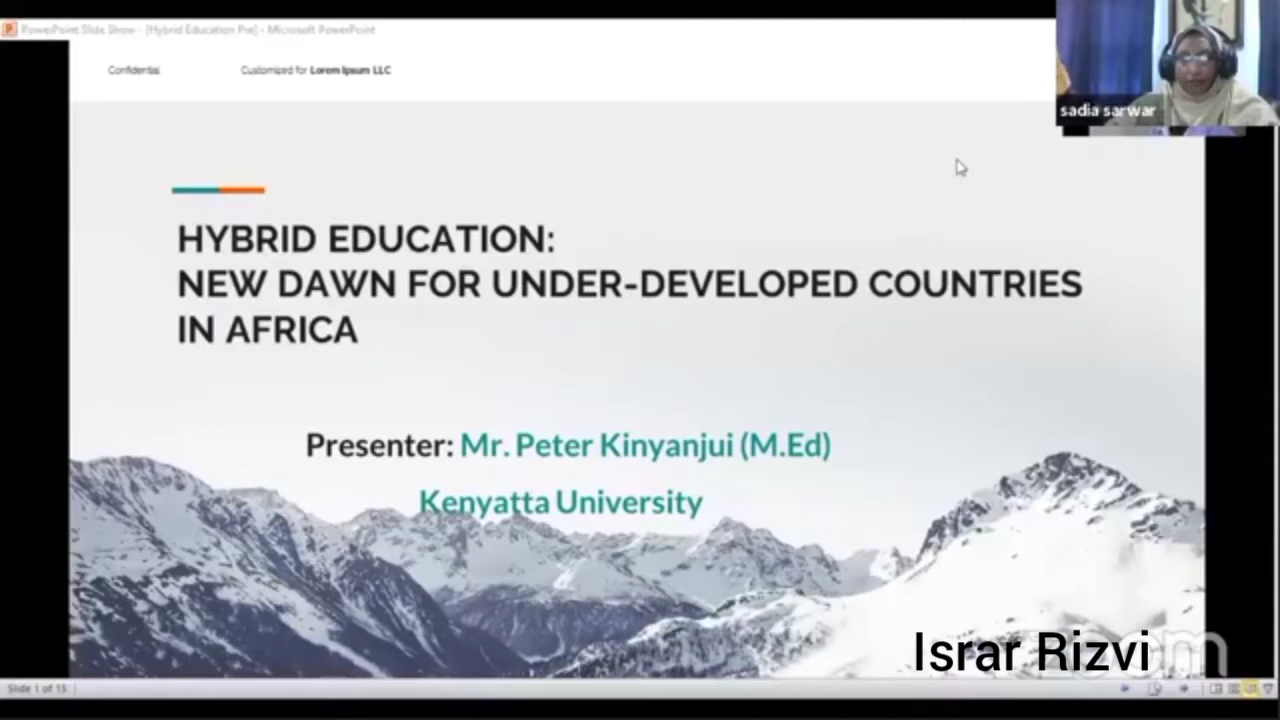 PowerPoint Slide Show - [Hybrid Education Pre] - Microsoft PowerPoint
Confidential
Customized for Lorem Ipsum LLC
sadia sarwar
HYBRID EDUCATION:
NEW DAWN FOR UNDER-DEVELOPED COUNTRIES
IN AFRICA
Presenter: Mr. Peter Kinyanjui (M.Ed)
Kenyatta University
Israr Rizvi
Slide 1 of 15